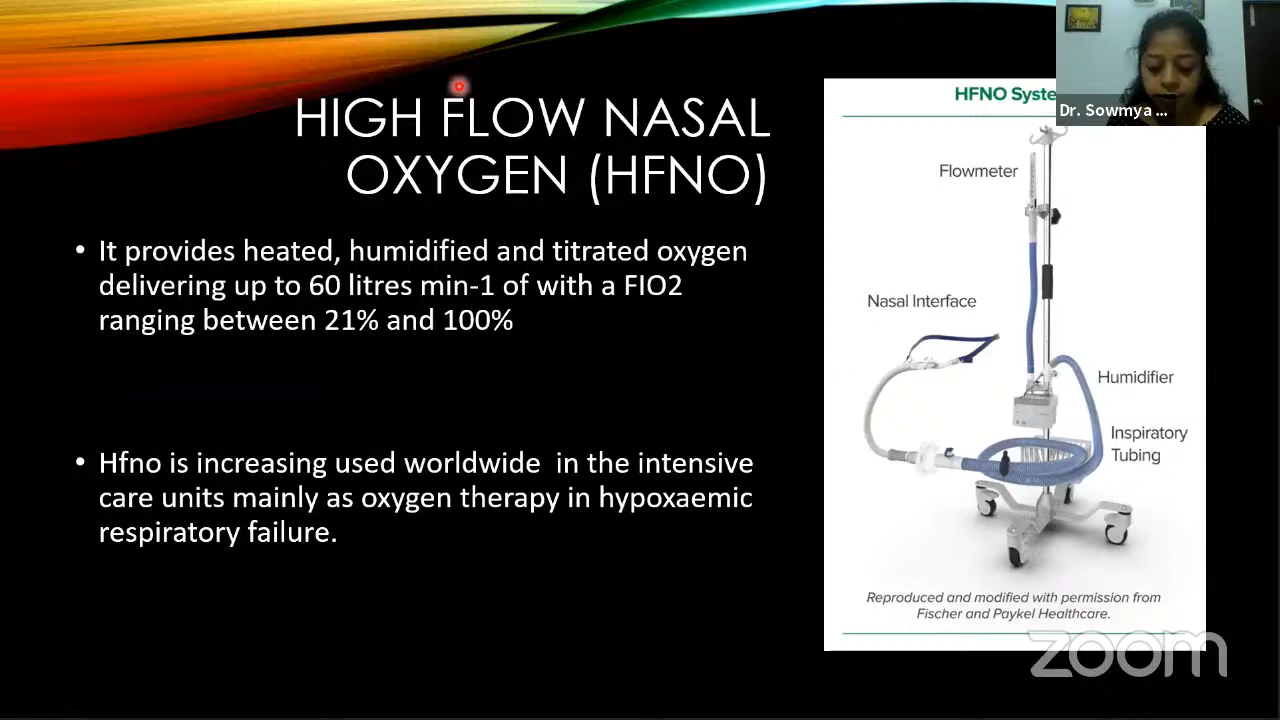 HIGH FLOW NASAL
OXYGEN (HFNO)
• It provides heated, humidified and titrated oxygen
delivering up to 60 litres min-1 of with a FIO2
ranging between 21% and 100%
• Hfno is increasing used worldwide in the intensive
care units mainly as oxygen therapy in hypoxaemic
respiratory failure.
HFNO Syste
Flowmeter
Nasal Interface
Humidifier
Inspiratory
Tubing
Reproduced and modified with permission from
Fischer and Paykel Healthcare.
Dr. Sowmya ...
zoom